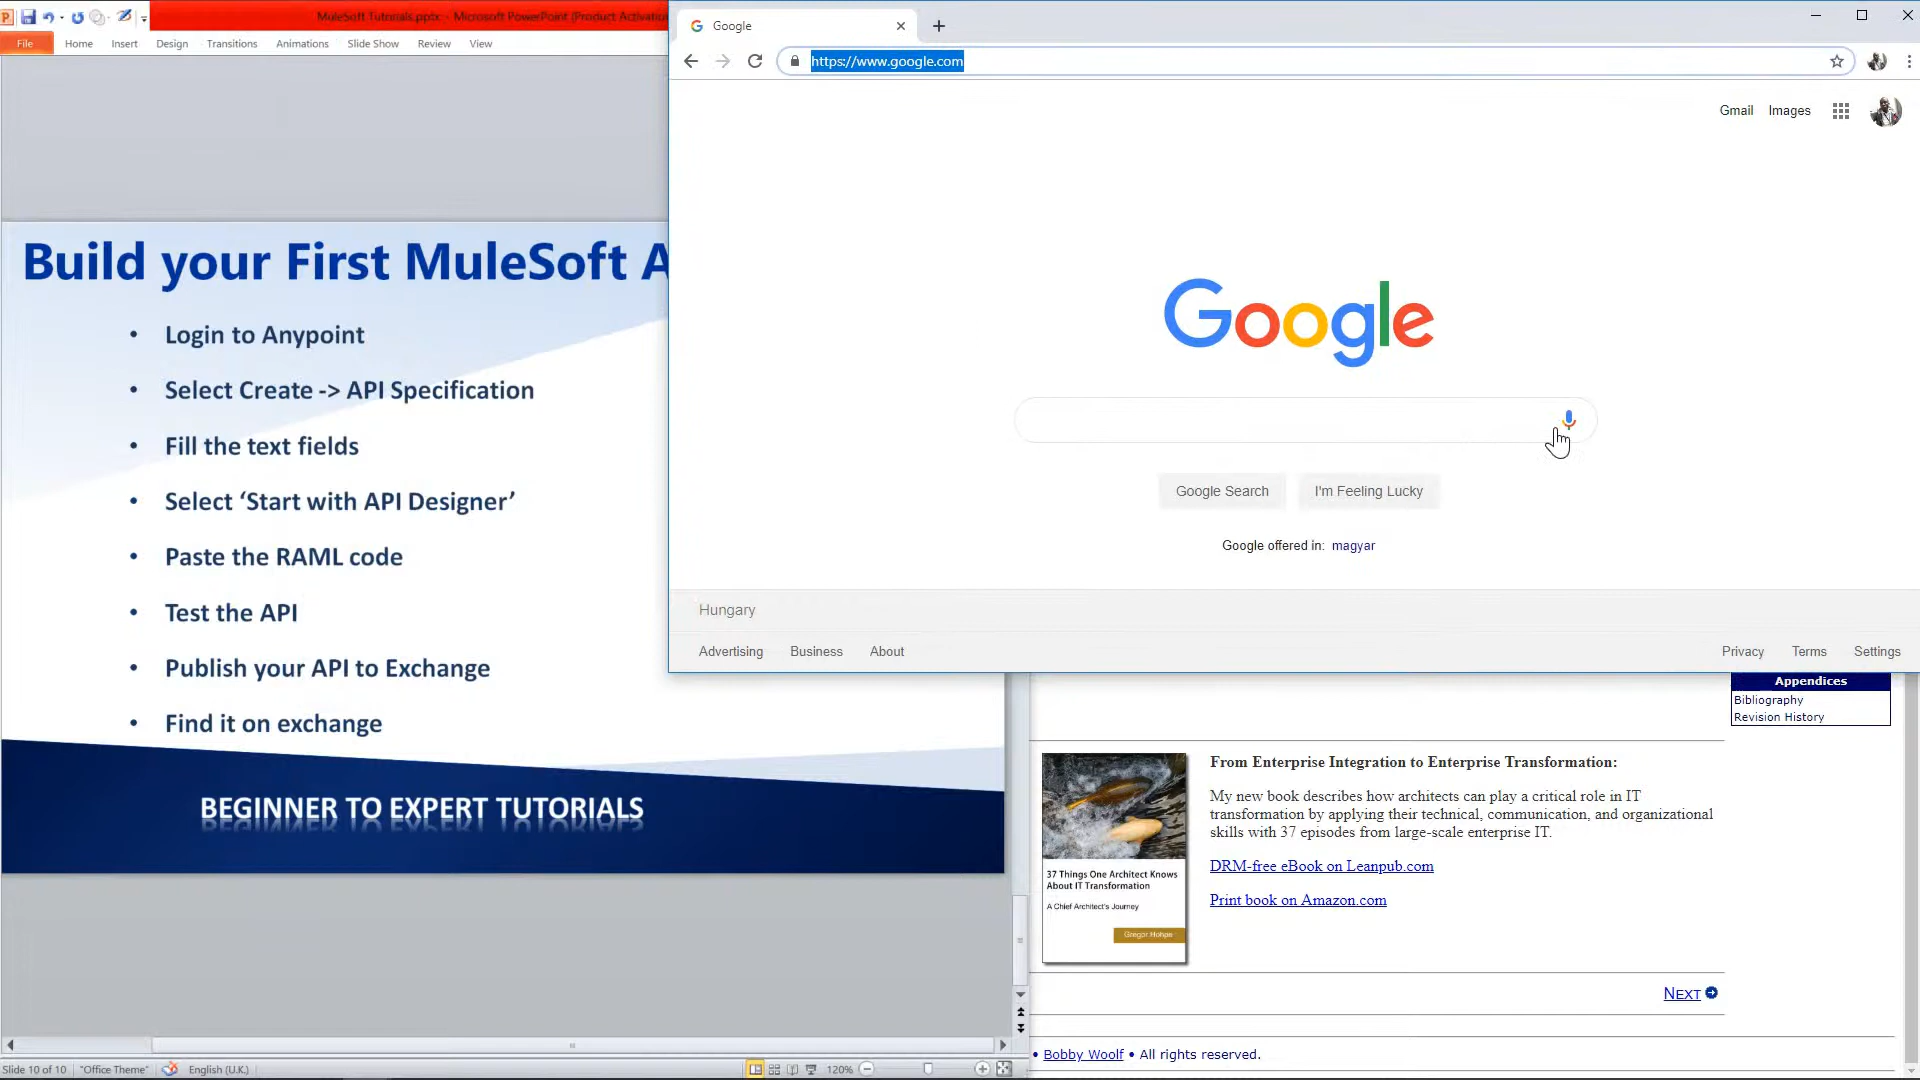 MuleSoft Tutorials.pptx - Microsoft PowerPoint (Product Activation
File Home Insert Design Transitions Animations Slide Show Review View
Build your First MuleSoft A
• Login to Anypoint
• Select Create -> API Specification
• Fill the text fields
• Select ‘Start with API Designer’
• Paste the RAML code
• Test the API
• Publish your API to Exchange
• Find it on exchange
BEGINNER TO EXPERT TUTORIALS
Slide 10 of 10 "Office Theme" English (U.K.) 120%
Google
https://www.google.com
Gmail Images
Google
Google Search I'm Feeling Lucky
Google offered in: magyar
Hungary
Advertising Business About Privacy Terms Settings
Appendices
Bibliography
Revision History
37 Things One Architect Knows
About IT Transformation
A Chief Architect's Journey
Gregor Hohpe
From Enterprise Integration to Enterprise Transformation:
My new book describes how architects can play a critical role in IT
transformation by applying their technical, communication, and organizational
skills with 37 episodes from large-scale enterprise IT.
DRM-free eBook on Leanpub.com
Print book on Amazon.com
NEXT
• Bobby Woolf • All rights reserved.